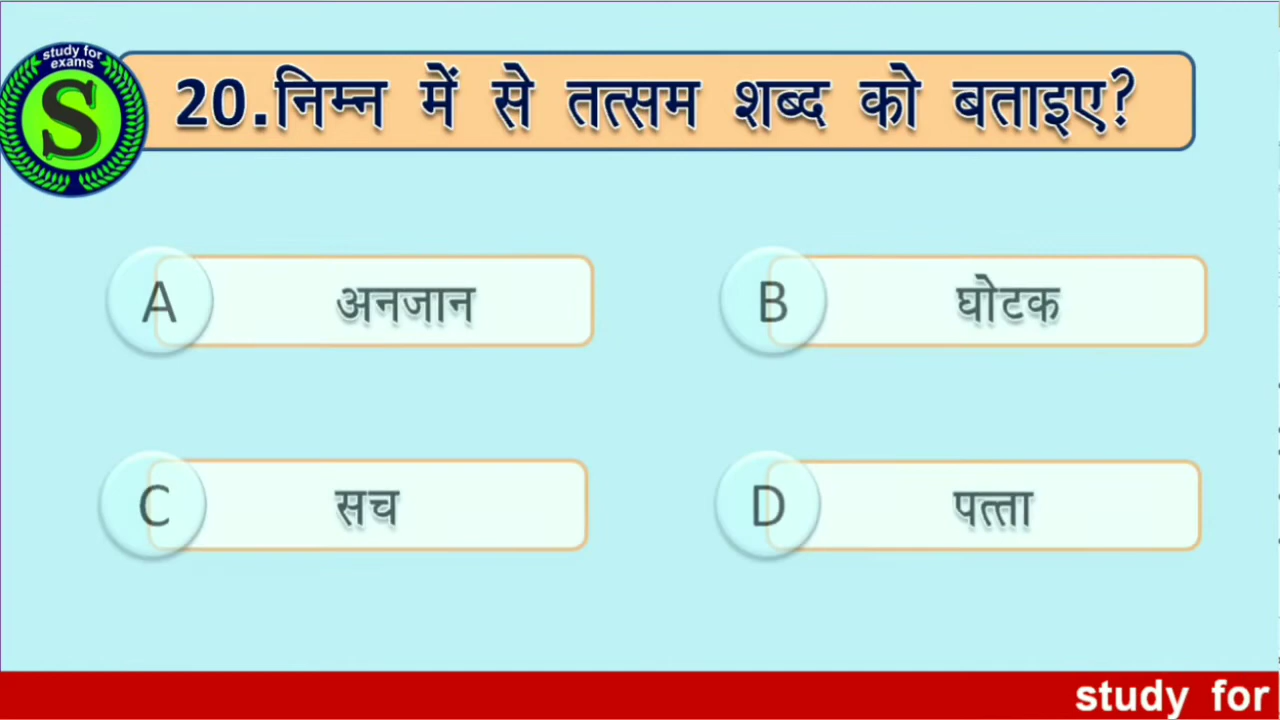 study for
exams
S
20.निम्न में से तत्सम शब्द को बताइए?
A अनजान
B घोटक
C सच
D पत्ता
study for